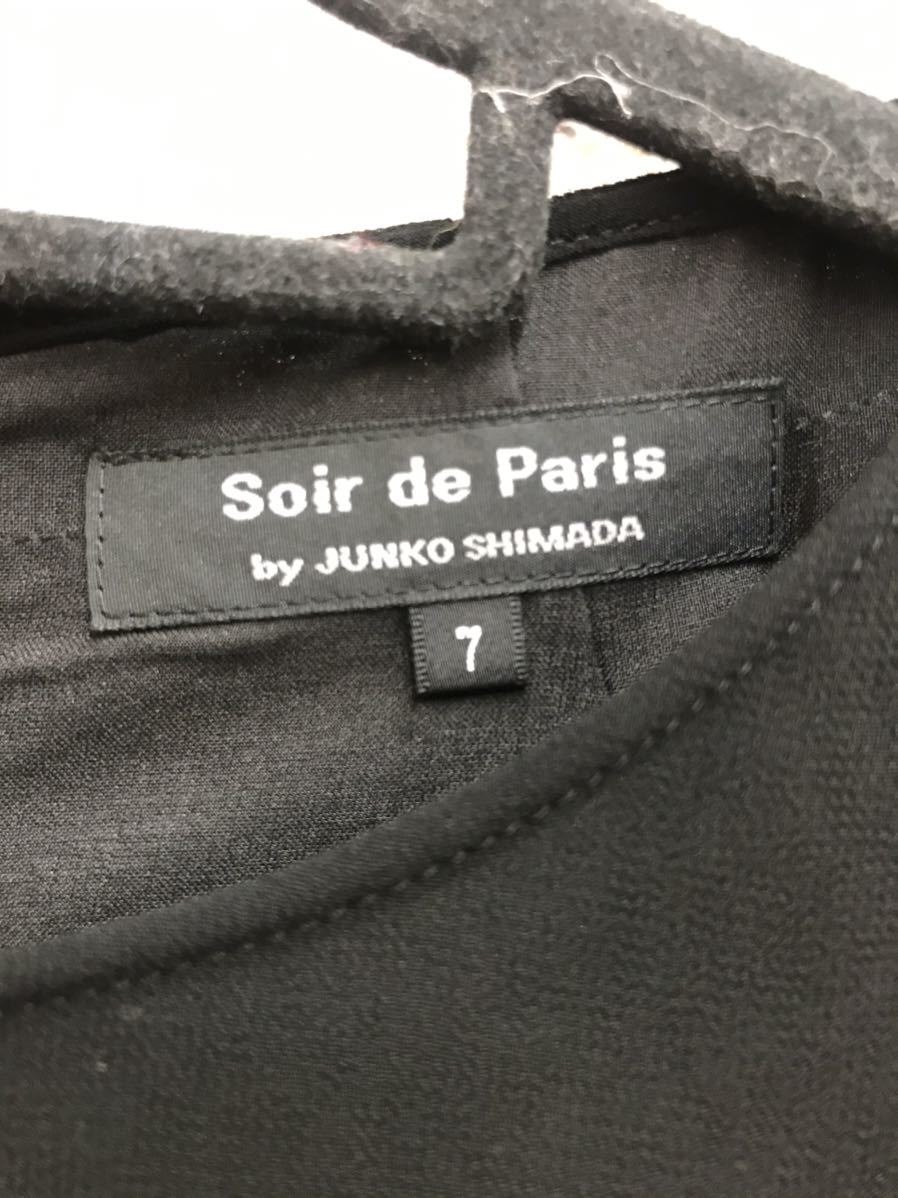 Soir de Paris
by JUNKO SHIMADA
7